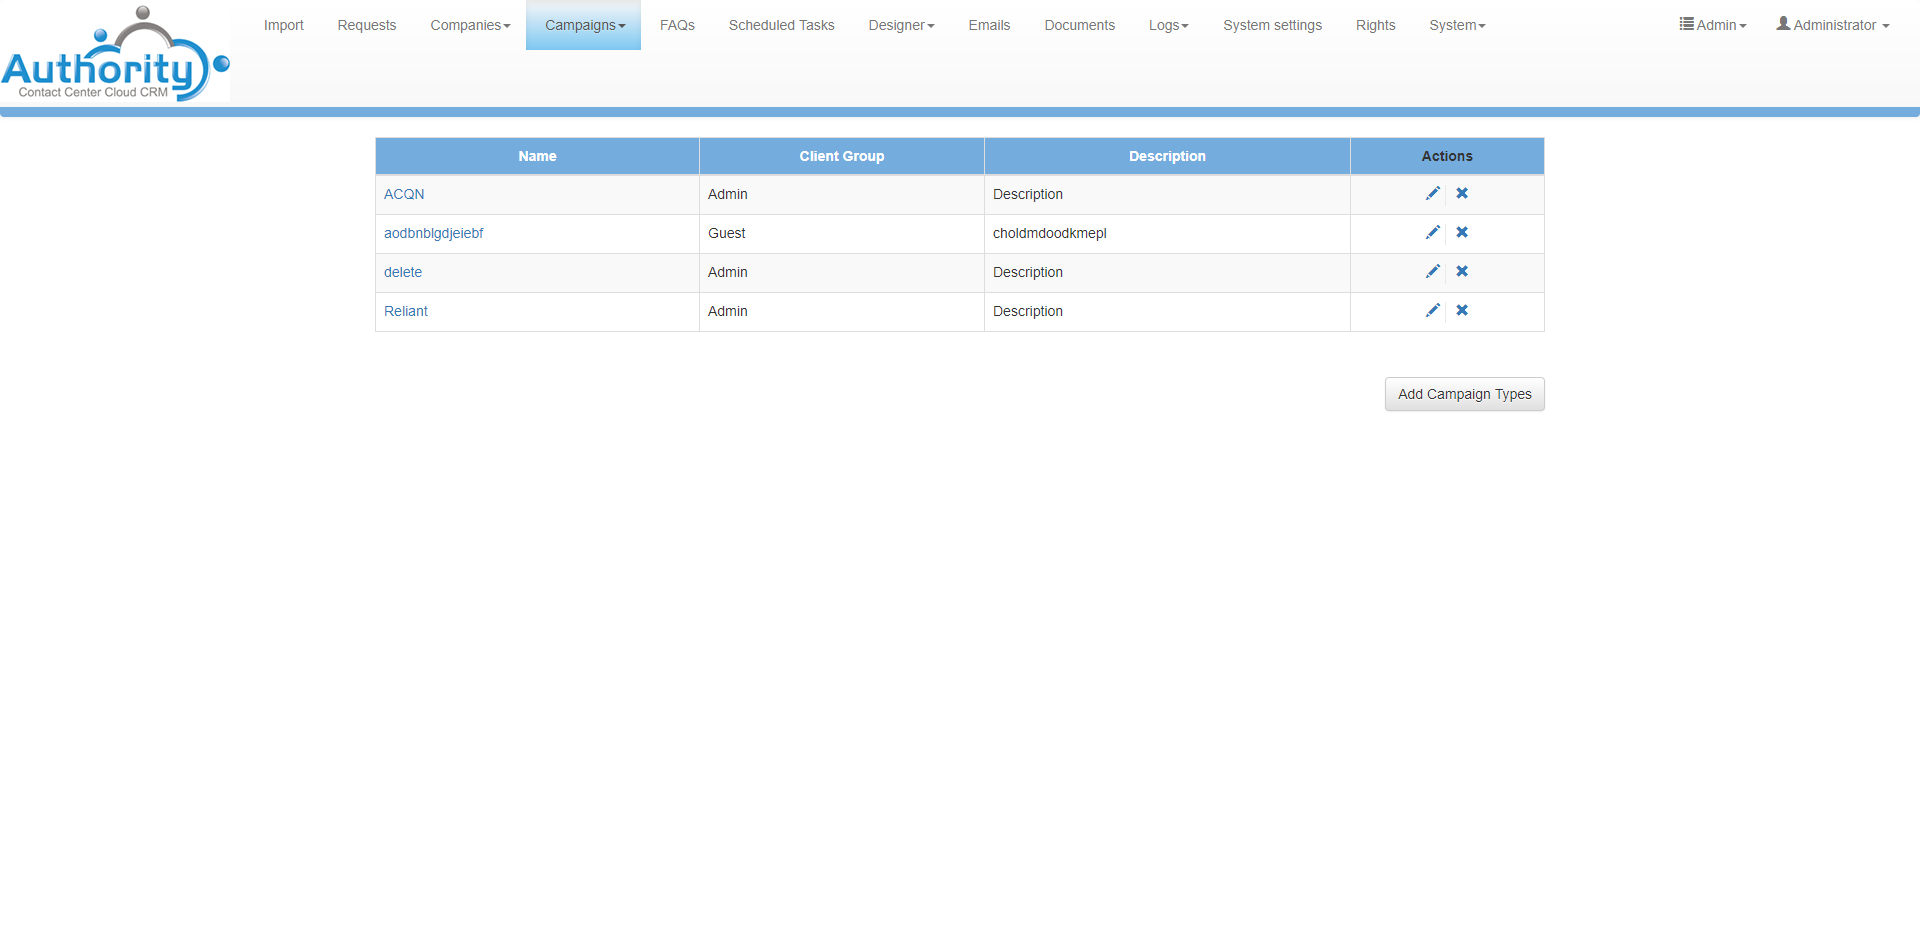 Import Requests Companies Campaigns FAQs Scheduled Tasks Designer Emails Documents Logs System settings Rights System Admin Administrator
Authority
Contact Center Cloud CRM
Name Client Group Description Actions
ACQN Admin Description
aodbnblgdjeiebf Guest choldmdoodkmepl
delete Admin Description
Reliant Admin Description
Add Campaign Types